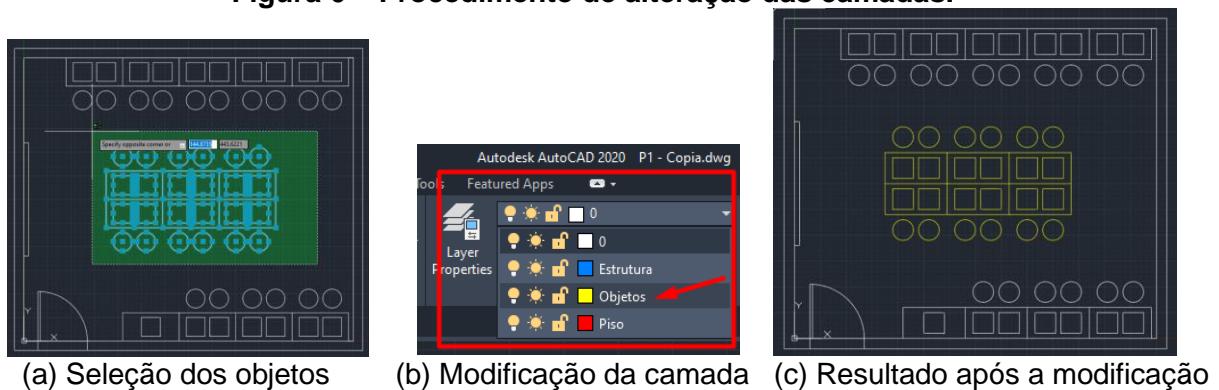 Figura 6 – Procedimento de alteração das camadas.
Specify opposite corner or
Autodesk AutoCAD 2020 P1 - Copia.dwg
Tools Featured Apps
0
Layer
Properties
0
Estrutura
Objetos
Piso
Y
X
Y
X
(a) Seleção dos objetos (b) Modificação da camada (c) Resultado após a modificação